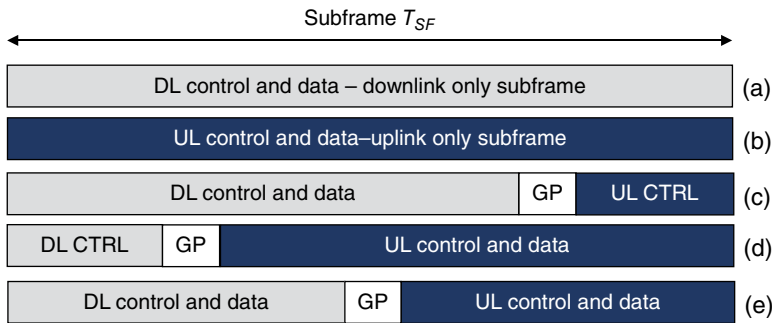 Subframe T_SF
DL control and data – downlink only subframe
(a)
UL control and data–uplink only subframe
(b)
DL control and data GP UL CTRL
(c)
DL CTRL GP UL control and data
(d)
DL control and data GP UL control and data
(e)